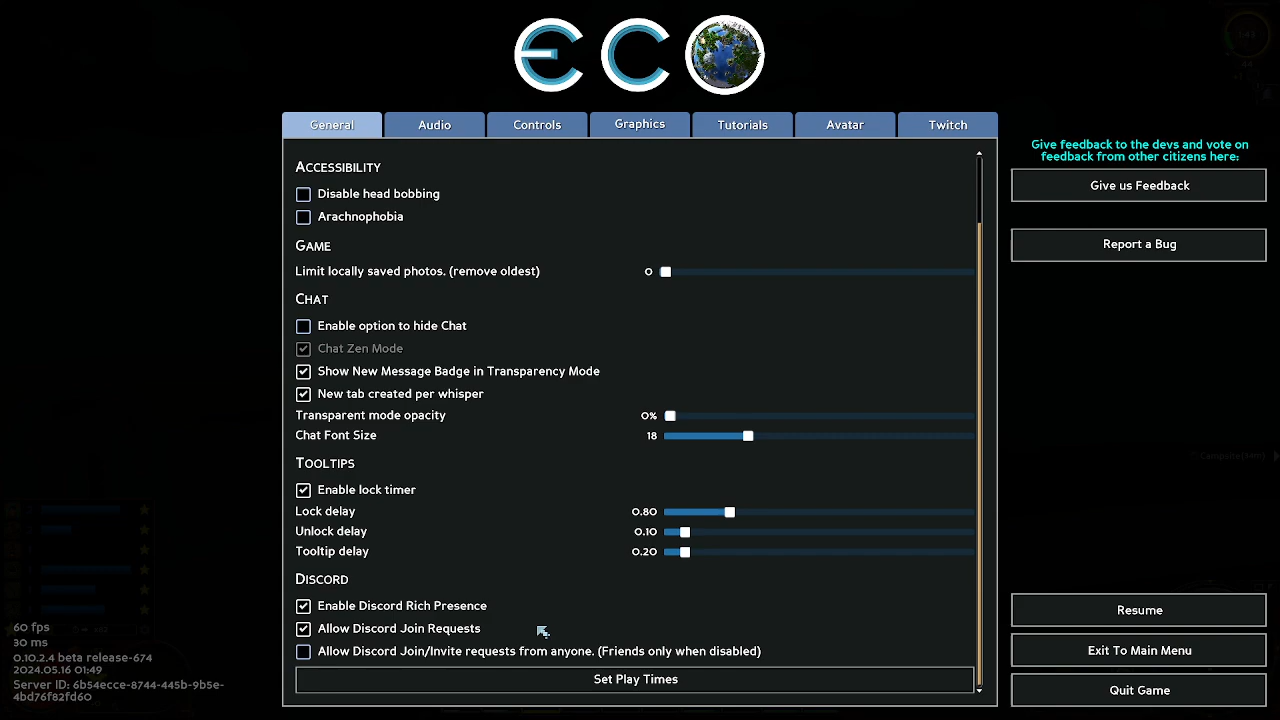 ECO
General
Audio
Controls
Graphics
Tutorials
Avatar
Twitch
ACCESSIBILITY
Disable head bobbing
Arachnophobia
GAME
Limit locally saved photos. (remove oldest) 0
CHAT
Enable option to hide Chat
Chat Zen Mode
Show New Message Badge in Transparency Mode
New tab created per whisper
Transparent mode opacity 0%
Chat Font Size 18
TOOLTIPS
Enable lock timer
Lock delay 0.80
Unlock delay 0.10
Tooltip delay 0.20
DISCORD
Enable Discord Rich Presence
Allow Discord Join Requests
Allow Discord Join/Invite requests from anyone. (Friends only when disabled)
Set Play Times
Give feedback to the devs and vote on
feedback from other citizens here:
Give us Feedback
Report a Bug
Resume
Exit To Main Menu
Quit Game
60 fps
30 ms
0.10.2.4 beta release-674
2024.05.16 01:49
Server ID: 6b54ecce-8744-445b-9b5e-
4bd76f82fd60